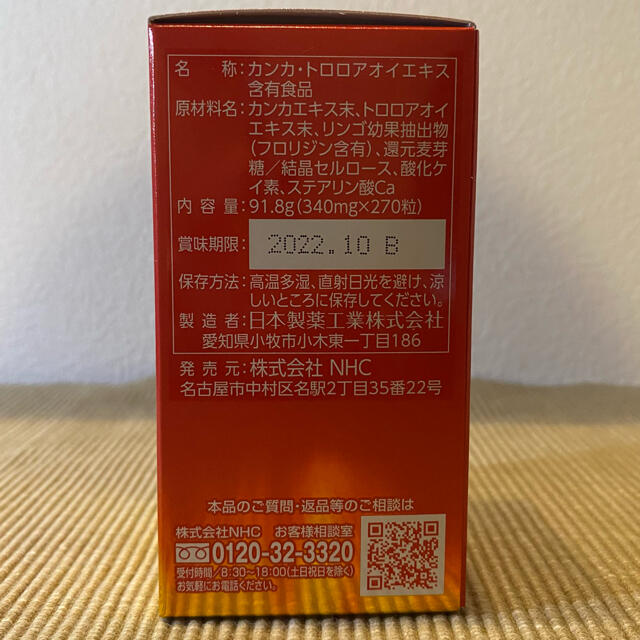 名　称：カンカ・トロロアオイエキス
含有食品
原材料名：カンカエキス末、トロロアオイ
エキス末、リンゴ幼果抽出物
（フロリジン含有）、還元麦芽
糖／結晶セルロース、酸化ケ
イ素、ステアリン酸Ca
内 容 量：91.8g（340mg×270粒）
賞味期限：2022.10 B
保存方法：高温多湿、直射日光を避け、涼
しいところに保存してください。
製 造 者：日本製薬工業株式会社
愛知県小牧市小木東一丁目186
発 売 元：株式会社 NHC
名古屋市中村区名駅2丁目35番22号
本品のご質問・返品等のご相談は
株式会社NHC　お客様相談室
0120-32-3320
受付時間／8:30〜18:00（土日祝日を除く）
お気軽にお電話ください。